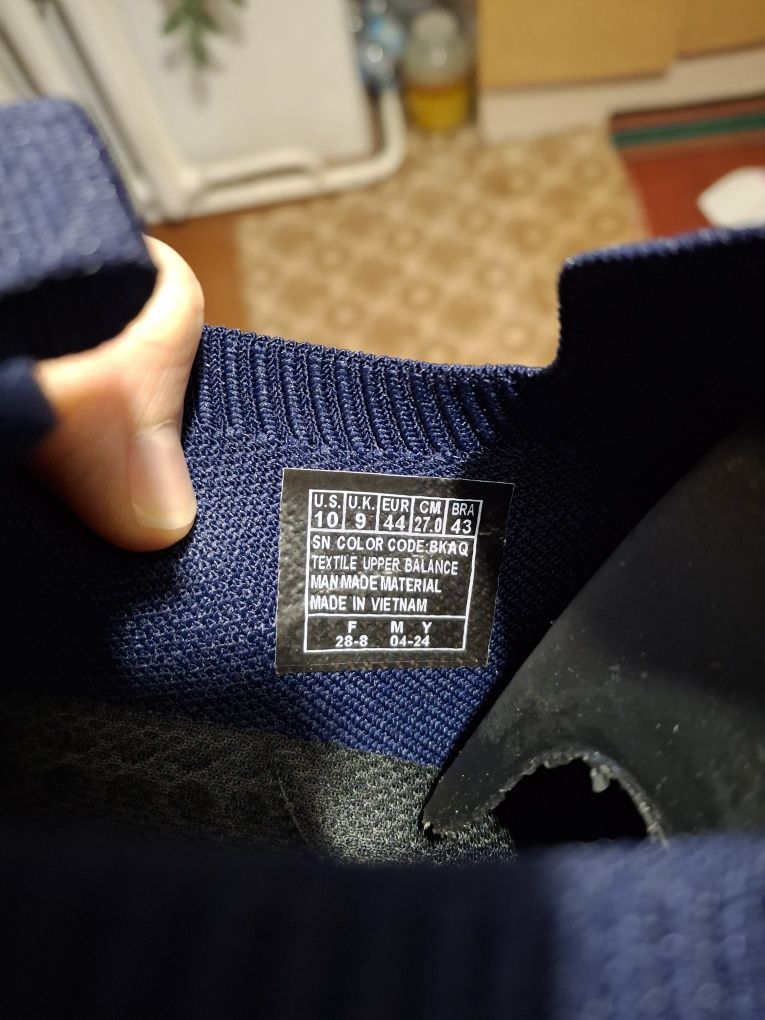 U.S. U.K. EUR CM BRA
10 9 44 27.0 43
SN COLOR CODE:BKAQ
TEXTILE UPPER BALANCE
MAN MADE MATERIAL
MADE IN VIETNAM
F M Y
28-8 04-24